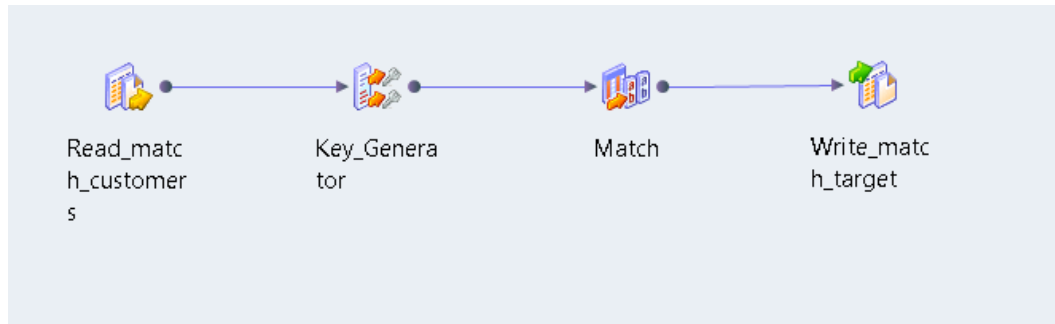 Read_matc
h_customer
s
Key_Genera
tor
Match
Write_matc
h_target